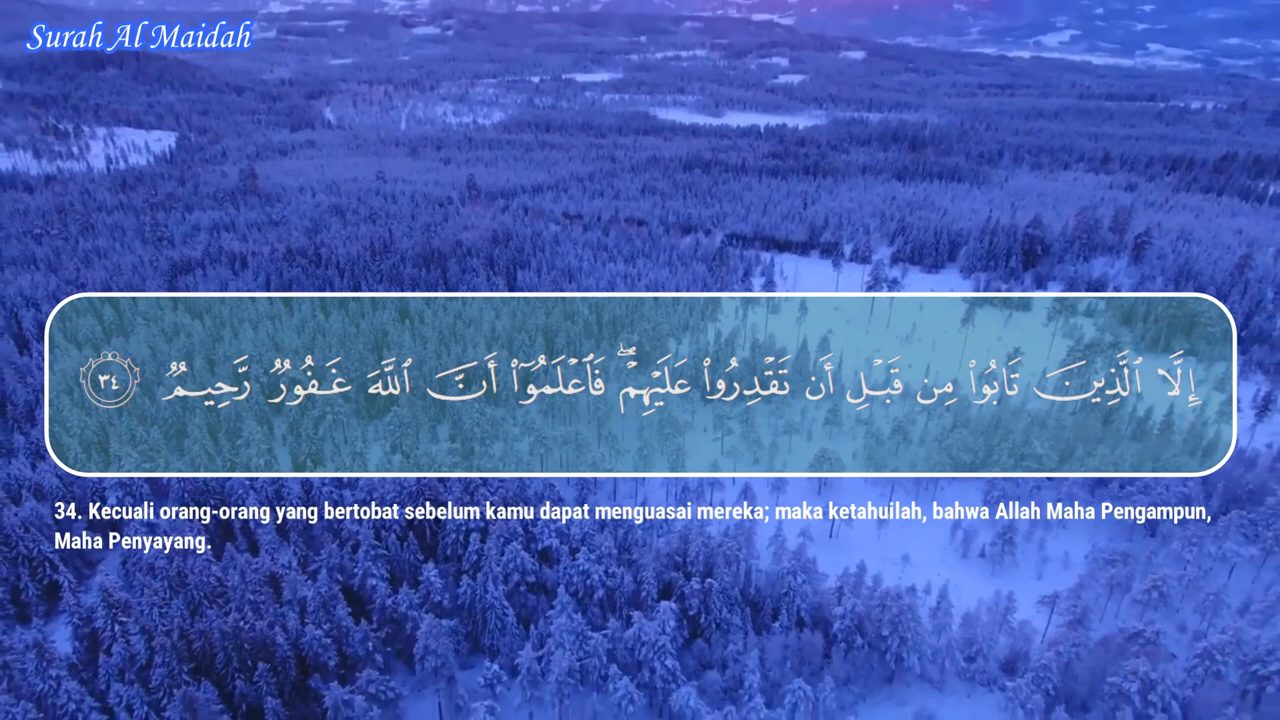 Surah Al Maidah
إِلَّا ٱلَّذِينَ تَابُوا۟ مِن قَبْلِ أَن تَقْدِرُوا۟ عَلَيْهِمْ ۖ فَٱعْلَمُوٓا۟ أَنَّ ٱللَّهَ غَفُورٌ رَّحِيمٌ ٣٤
34. Kecuali orang-orang yang bertobat sebelum kamu dapat menguasai mereka; maka ketahuilah, bahwa Allah Maha Pengampun,
Maha Penyayang.